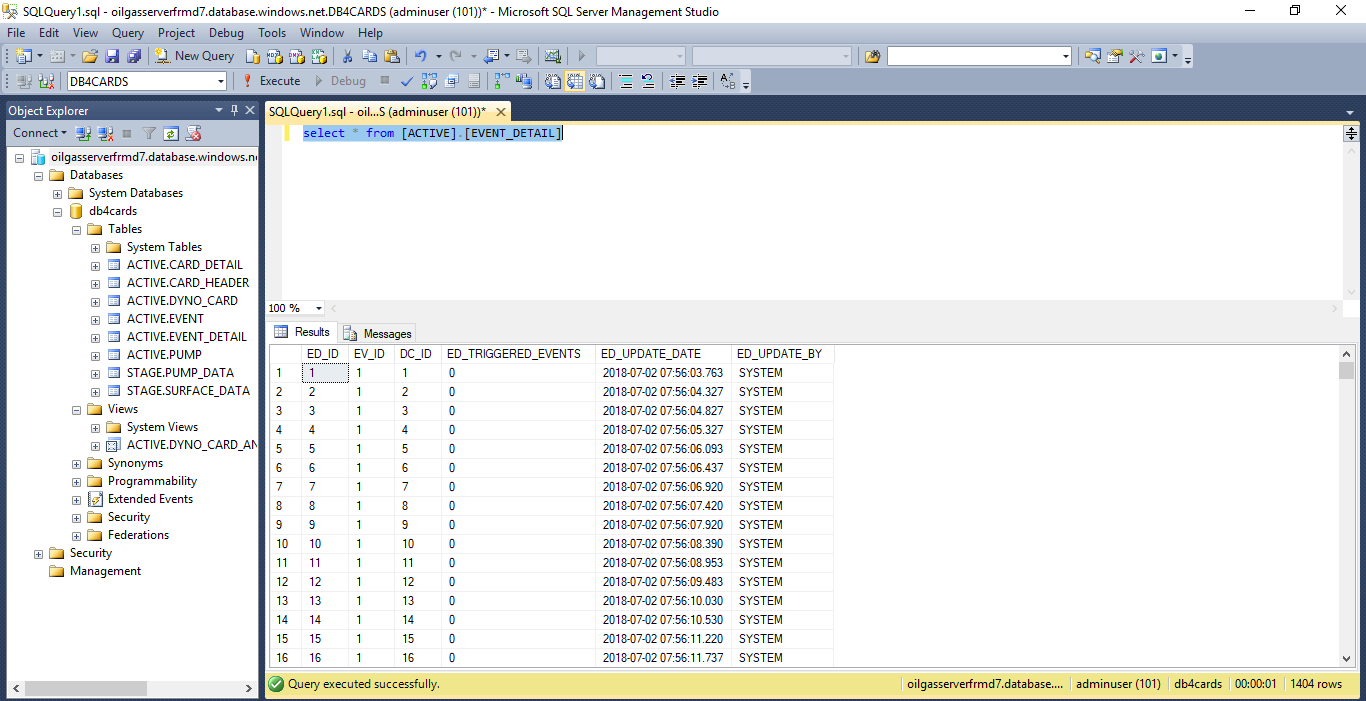 SQLQuery1.sql - oilgasserverfrmd7.database.windows.net.DB4CARDS (adminuser (101))* - Microsoft SQL Server Management Studio
File Edit View Query Project Debug Tools Window Help
New Query
DB4CARDS Execute Debug
Object Explorer
Connect
oilgasserverfrmd7.database.windows.n
Databases
System Databases
db4cards
Tables
System Tables
ACTIVE.CARD_DETAIL
ACTIVE.CARD_HEADER
ACTIVE.DYNO_CARD
ACTIVE.EVENT
ACTIVE.EVENT_DETAIL
ACTIVE.PUMP
STAGE.PUMP_DATA
STAGE.SURFACE_DATA
Views
System Views
ACTIVE.DYNO_CARD_AN
Synonyms
Programmability
Extended Events
Security
Federations
Security
Management
SQLQuery1.sql - oil...S (adminuser (101))*
select * from [ACTIVE].[EVENT_DETAIL]
100 %
Results Messages
ED_ID EV_ID DC_ID ED_TRIGGERED_EVENTS ED_UPDATE_DATE ED_UPDATE_BY
1 1 1 1 0 2018-07-02 07:56:03.763 SYSTEM
2 2 1 2 0 2018-07-02 07:56:04.327 SYSTEM
3 3 1 3 0 2018-07-02 07:56:04.827 SYSTEM
4 4 1 4 0 2018-07-02 07:56:05.327 SYSTEM
5 5 1 5 0 2018-07-02 07:56:06.093 SYSTEM
6 6 1 6 0 2018-07-02 07:56:06.437 SYSTEM
7 7 1 7 0 2018-07-02 07:56:06.920 SYSTEM
8 8 1 8 0 2018-07-02 07:56:07.420 SYSTEM
9 9 1 9 0 2018-07-02 07:56:07.920 SYSTEM
10 10 1 10 0 2018-07-02 07:56:08.390 SYSTEM
11 11 1 11 0 2018-07-02 07:56:08.953 SYSTEM
12 12 1 12 0 2018-07-02 07:56:09.483 SYSTEM
13 13 1 13 0 2018-07-02 07:56:10.030 SYSTEM
14 14 1 14 0 2018-07-02 07:56:10.530 SYSTEM
15 15 1 15 0 2018-07-02 07:56:11.220 SYSTEM
16 16 1 16 0 2018-07-02 07:56:11.737 SYSTEM
Query executed successfully. oilgasserverfrmd7.database.... adminuser (101) db4cards 00:00:01 1404 rows